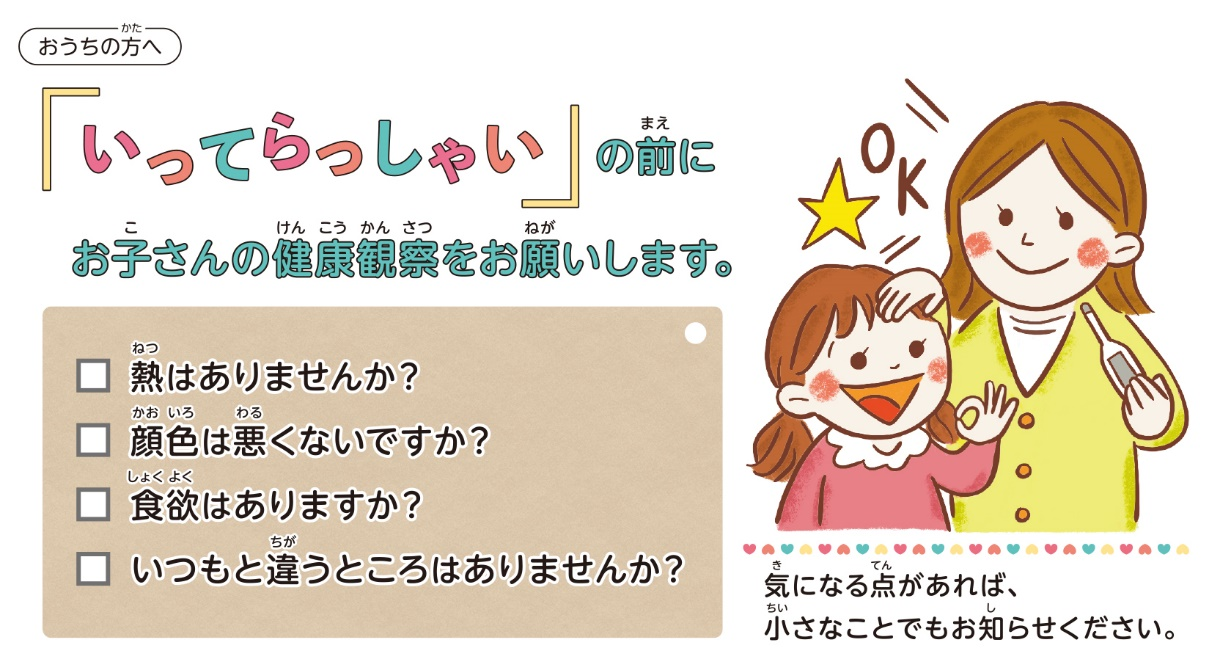 おうちの方へ
「いってらっしゃい」の前に
お子さんの健康観察をお願いします。
熱はありませんか?
顔色は悪くないですか?
食欲はありますか?
いつもと違うところはありませんか?
OK
気になる点があれば、
小さなことでもお知らせください。